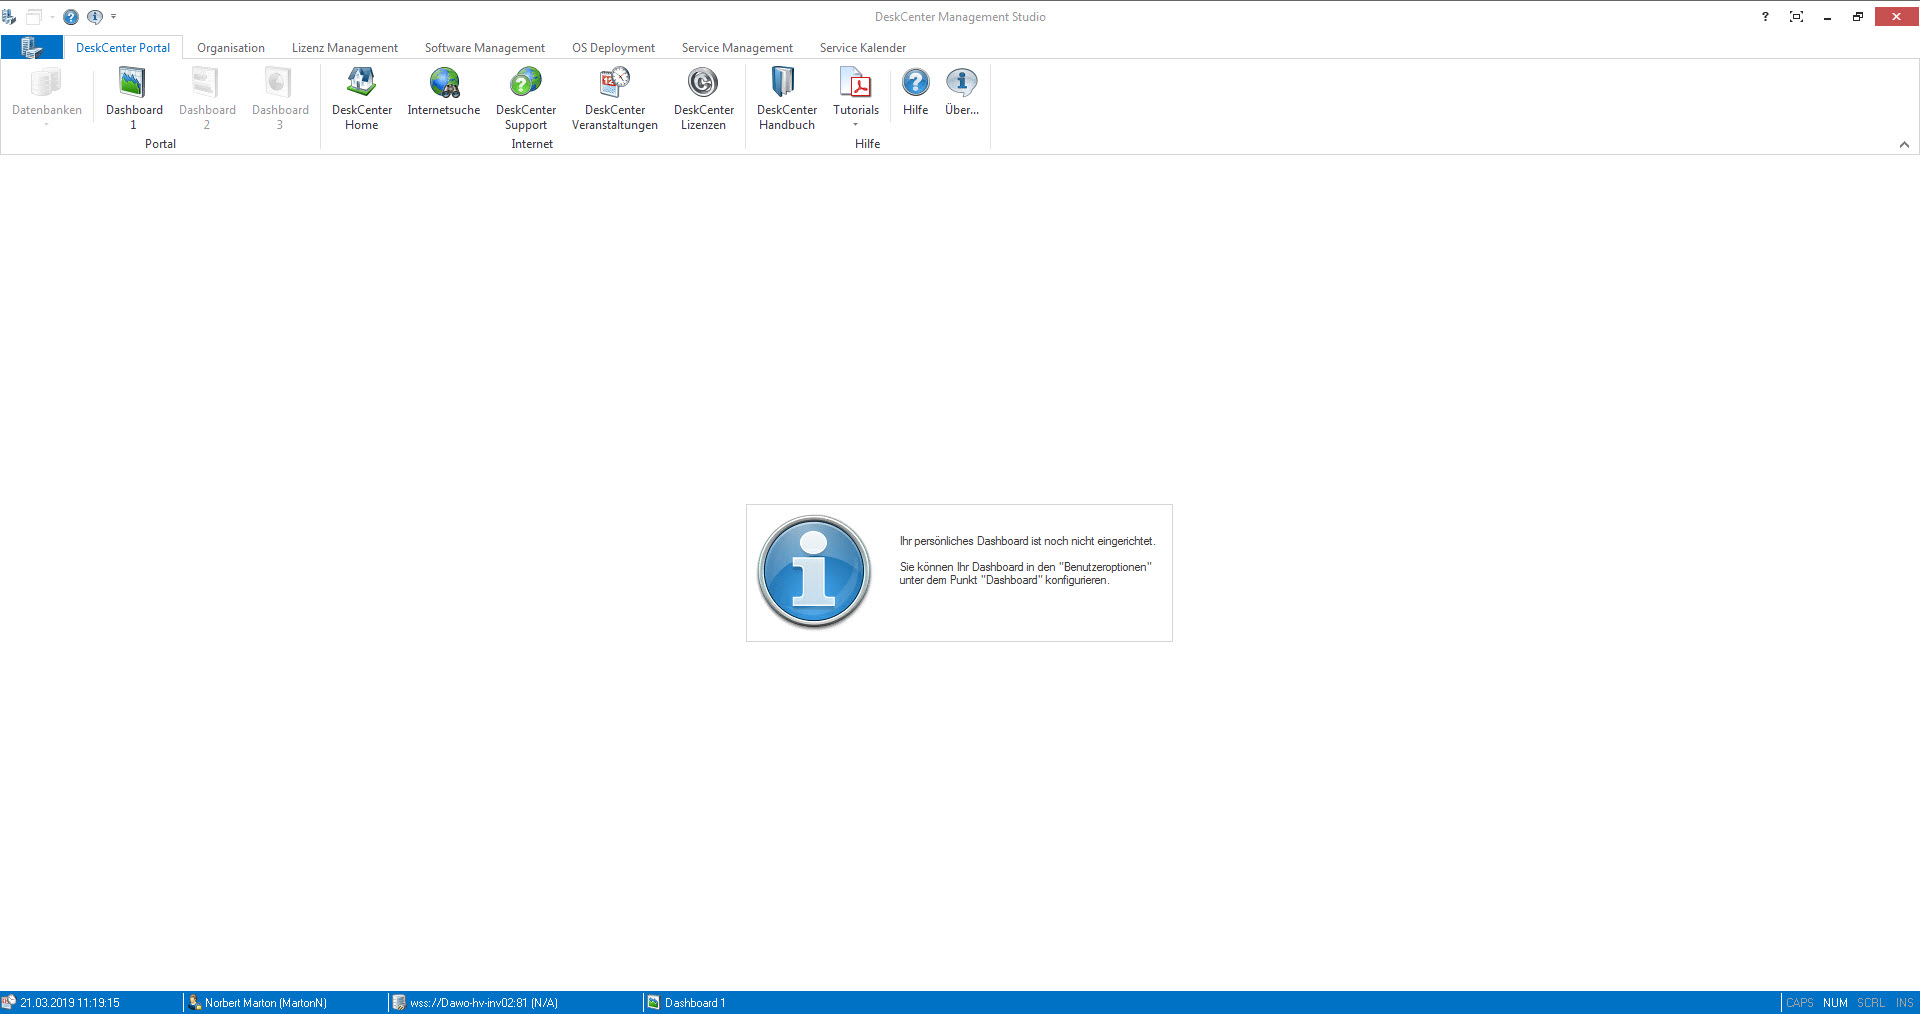 DeskCenter Management Studio
DeskCenter Portal
Organisation
Lizenz Management
Software Management
OS Deployment
Service Management
Service Kalender
Datenbanken
Dashboard
1
Dashboard
2
Dashboard
3
Portal
DeskCenter
Home
Internetsuche
DeskCenter
Support
DeskCenter
Veranstaltungen
DeskCenter
Lizenzen
Internet
DeskCenter
Handbuch
Tutorials
Hilfe
Über...
Hilfe
Ihr persönliches Dashboard ist noch nicht eingerichtet.
Sie können Ihr Dashboard in den "Benutzeroptionen"
unter dem Punkt "Dashboard" konfigurieren.
21.03.2019 11:19:15
Norbert Marton (MartonN)
wss://Dawo-hv-inv02:81 (N/A)
Dashboard 1
CAPS NUM SCRL INS